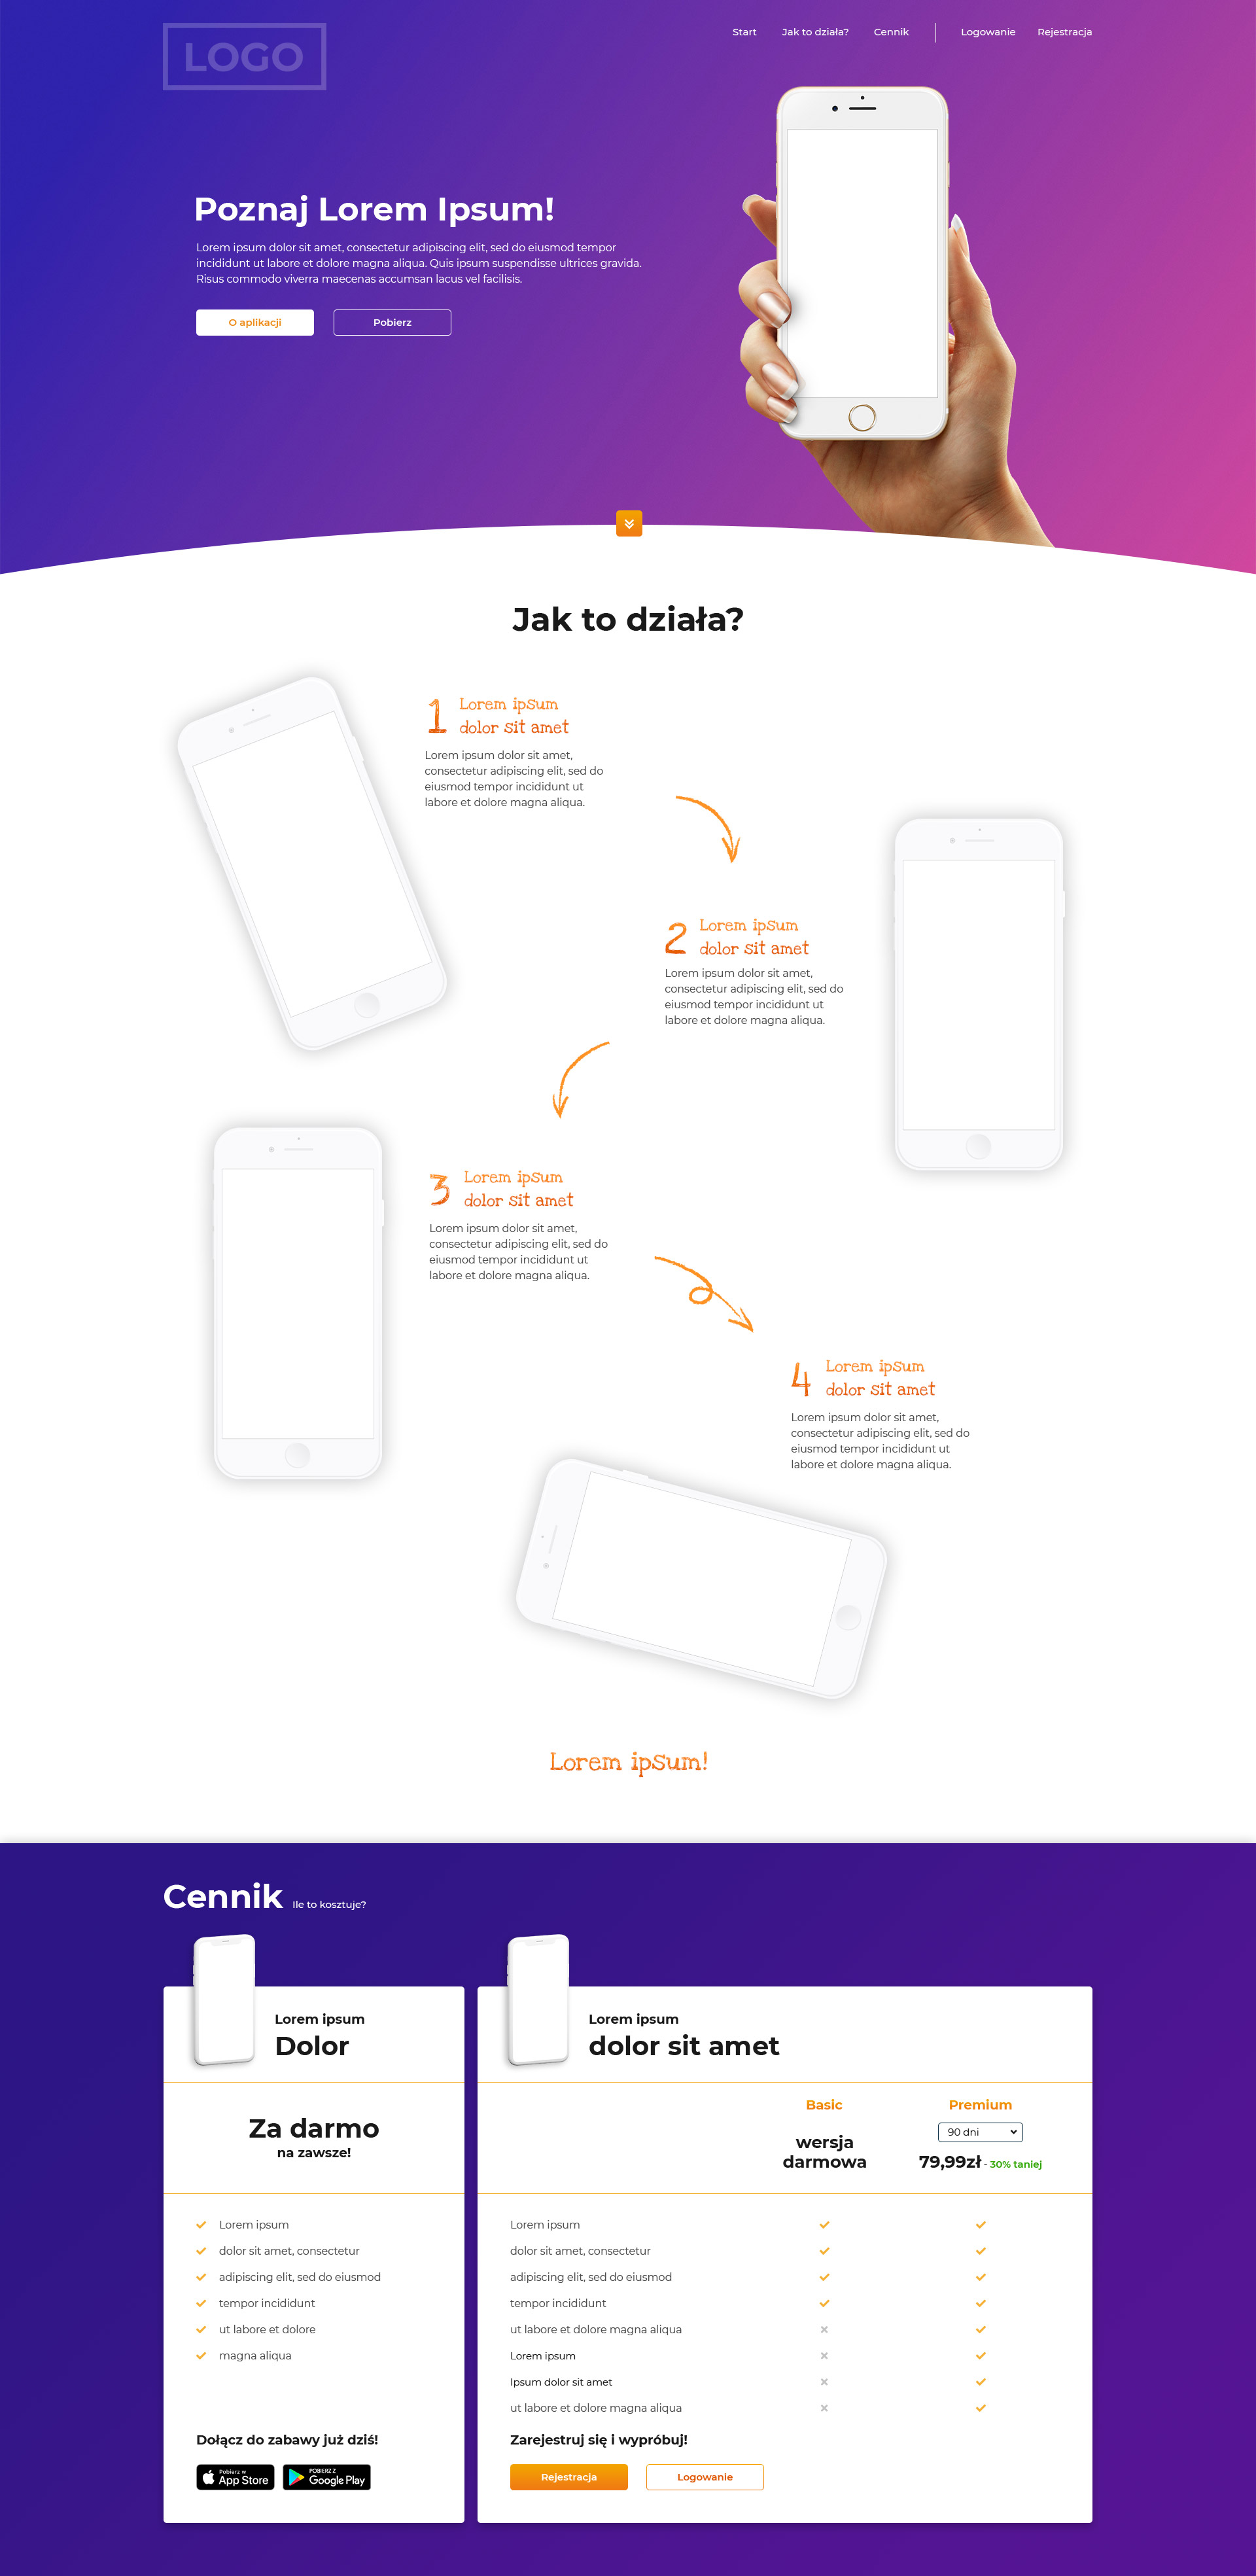 LOGO
Start
Jak to działa?
Cennik
Logowanie
Rejestracja
Poznaj Lorem Ipsum!
Lorem ipsum dolor sit amet, consectetur adipiscing elit, sed do eiusmod tempor
incididunt ut labore et dolore magna aliqua. Quis ipsum suspendisse ultrices gravida.
Risus commodo viverra maecenas accumsan lacus vel facilisis.
O aplikacji
Pobierz
Jak to działa?
1 Lorem ipsum
dolor sit amet
Lorem ipsum dolor sit amet,
consectetur adipiscing elit, sed do
eiusmod tempor incididunt ut
labore et dolore magna aliqua.
2 Lorem ipsum
dolor sit amet
Lorem ipsum dolor sit amet,
consectetur adipiscing elit, sed do
eiusmod tempor incididunt ut
labore et dolore magna aliqua.
3 Lorem ipsum
dolor sit amet
Lorem ipsum dolor sit amet,
consectetur adipiscing elit, sed do
eiusmod tempor incididunt ut
labore et dolore magna aliqua.
4 Lorem ipsum
dolor sit amet
Lorem ipsum dolor sit amet,
consectetur adipiscing elit, sed do
eiusmod tempor incididunt ut
labore et dolore magna aliqua.
Lorem ipsum!
Cennik Ile to kosztuje?
Lorem ipsum
Dolor
Za darmo
na zawsze!
Lorem ipsum
dolor sit amet, consectetur
adipiscing elit, sed do eiusmod
tempor incididunt
ut labore et dolore
magna aliqua
Dołącz do zabawy już dziś!
Pobierz w
App Store
POBIERZ Z
Google Play
Lorem ipsum
dolor sit amet
Basic
wersja
darmowa
Premium
90 dni
79,99zł - 30% taniej
Lorem ipsum
dolor sit amet, consectetur
adipiscing elit, sed do eiusmod
tempor incididunt
ut labore et dolore magna aliqua
Lorem ipsum
Ipsum dolor sit amet
ut labore et dolore magna aliqua
Zarejestruj się i wypróbuj!
Rejestracja
Logowanie